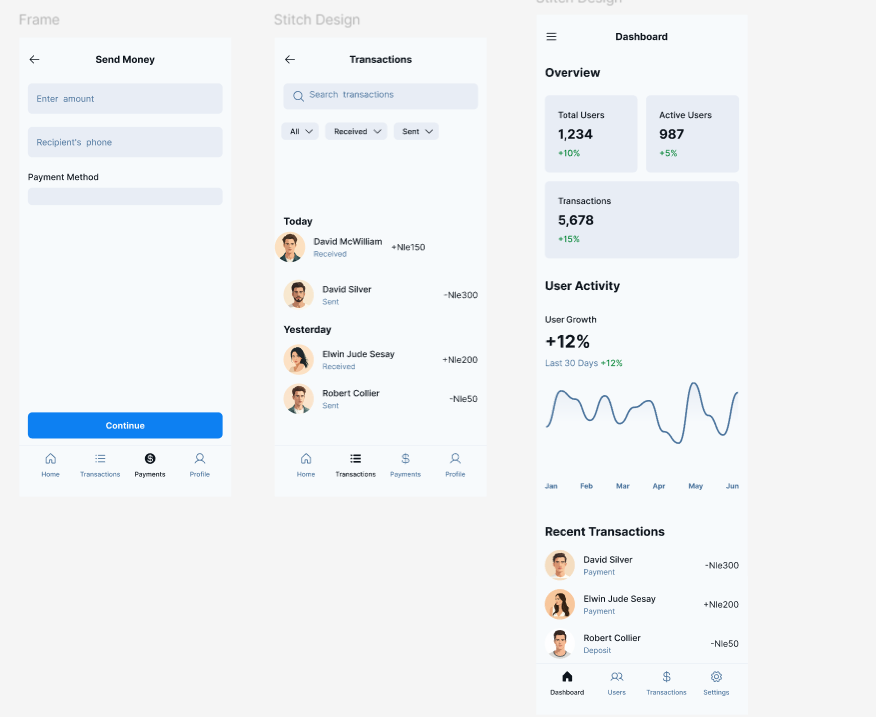 Frame
Send Money
Enter amount
Recipient's phone
Payment Method
Continue
Home
Transactions
Payments
Profile
Stitch Design
Transactions
Search transactions
All
Received
Sent
Today
David McWilliam
+Nle150
Received
David Silver
-Nle300
Sent
Yesterday
Elwin Jude Sesay
+Nle200
Received
Robert Collier
-Nle50
Sent
Home
Transactions
Payments
Profile
Stitch Design
Dashboard
Overview
Total Users
1,234
+10%
Active Users
987
+5%
Transactions
5,678
+15%
User Activity
User Growth
+12%
Last 30 Days +12%
Jan Feb Mar Apr May Jun
Recent Transactions
David Silver
-Nle300
Payment
Elwin Jude Sesay
+Nle200
Payment
Robert Collier
-Nle50
Deposit
Dashboard
Users
Transactions
Settings